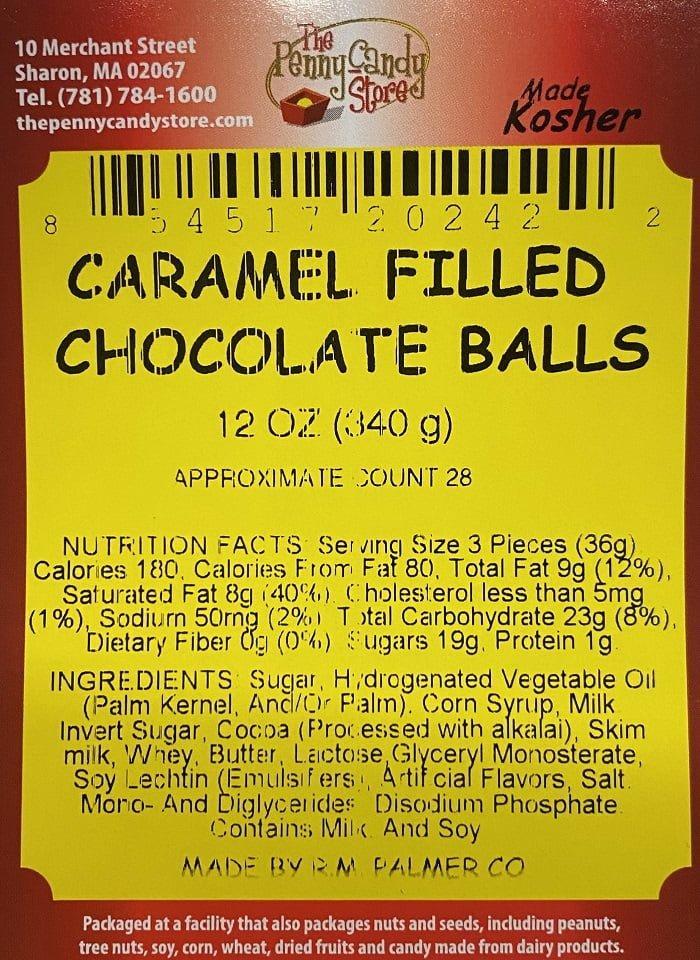 10 Merchant Street
Sharon, MA 02067
Tel. (781) 784-1600
thepennycandystore.com
The
Penny Candy
Store
Made
Kosher
8 54517 20242 2
CARAMEL FILLED
CHOCOLATE BALLS
12 OZ (340 g)
APPROXIMATE COUNT 28
NUTRITION FACTS: Serving Size 3 Pieces (36g),
Calories 180, Calories From Fat 80, Total Fat 9g (12%),
Saturated Fat 8g (40%), Cholesterol less than 5mg
(1%), Sodium 50mg (2%), Total Carbohydrate 23g (8%),
Dietary Fiber 0g (0%), Sugars 19g, Protein 1g.
INGREDIENTS: Sugar, Hydrogenated Vegetable Oil
(Palm Kernel, And/Or Palm). Corn Syrup, Milk
Invert Sugar, Cocoa (Processed with alkalai), Skim
milk, Whey, Butter, Lactose, Glyceryl Monosterate,
Soy Lechtin (Emulsifers), Artificial Flavors, Salt.
Mono- And Diglycerides, Disodium Phosphate.
Contains Milk And Soy
MADE BY R.M. PALMER CO
Packaged at a facility that also packages nuts and seeds, including peanuts,
tree nuts, soy, corn, wheat, dried fruits and candy made from dairy products.